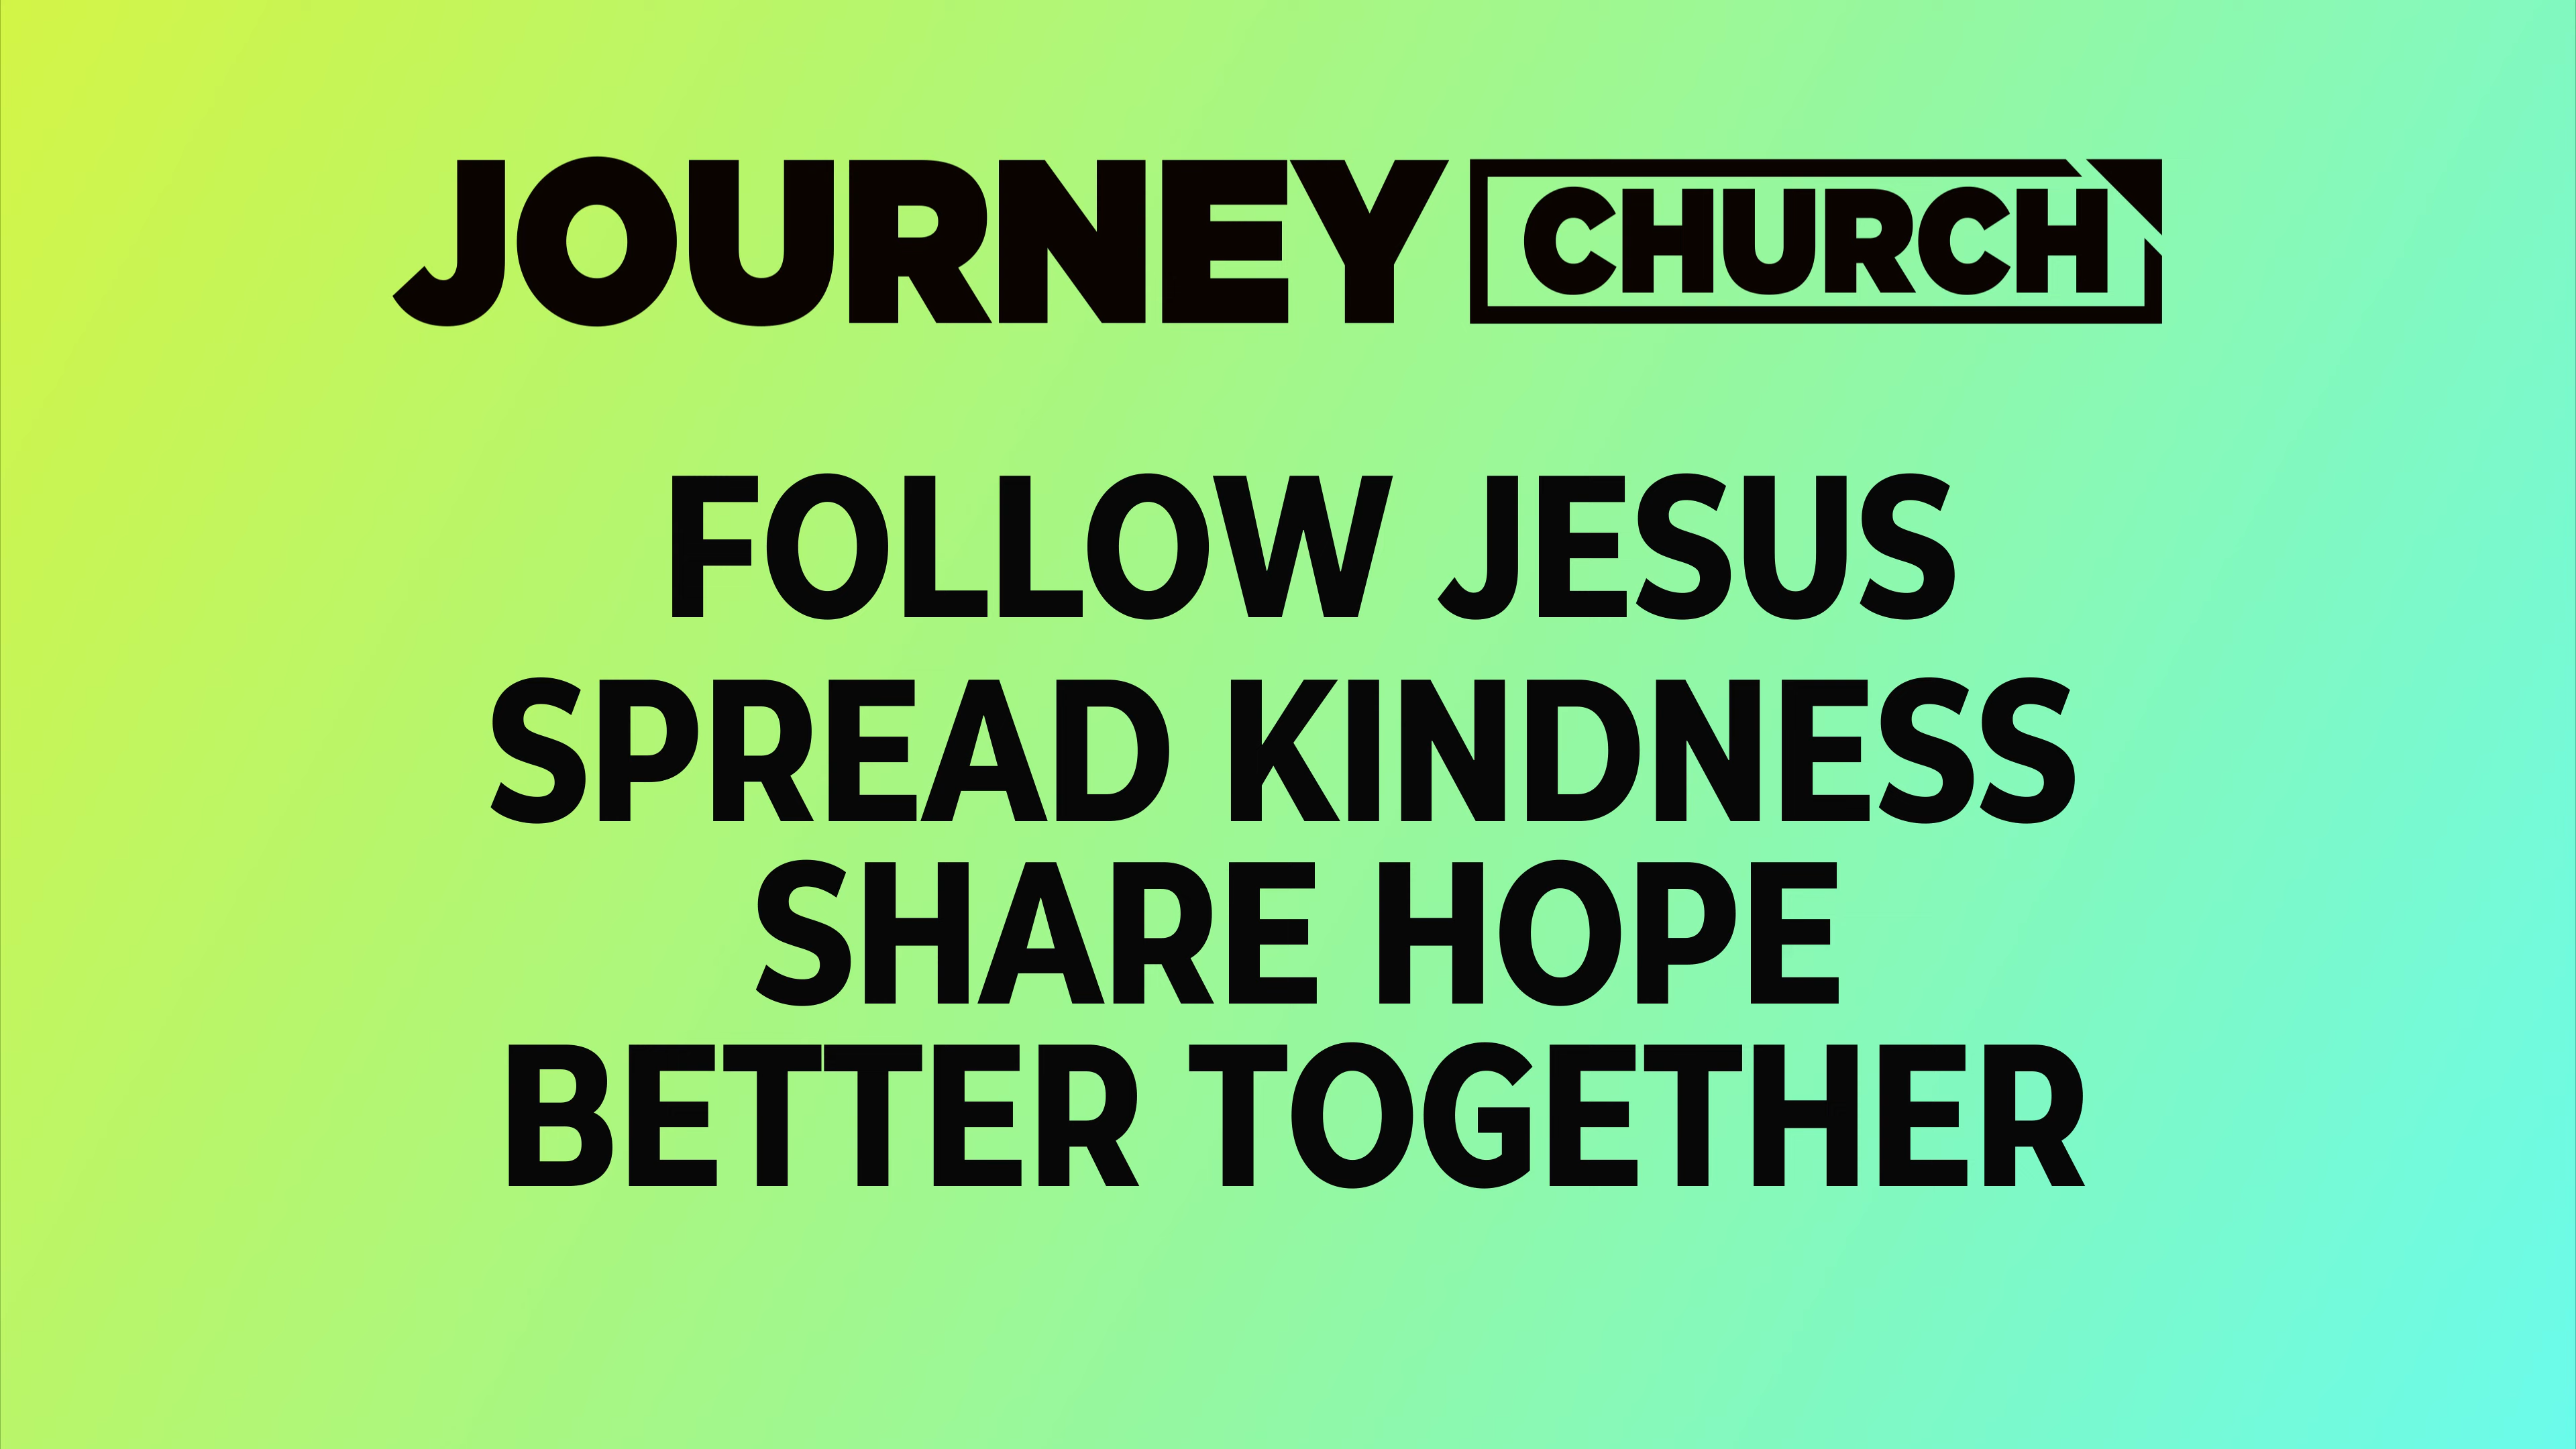 JOURNEY CHURCH
FOLLOW JESUS
SPREAD KINDNESS
SHARE HOPE
BETTER TOGETHER